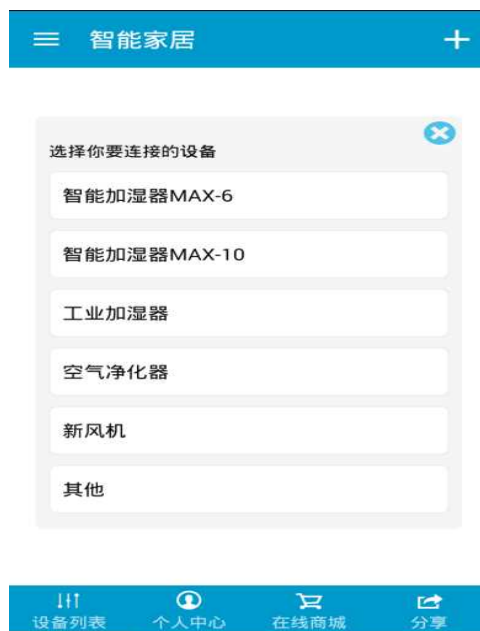 智能家居
选择你要连接的设备
智能加湿器MAX-6
智能加湿器MAX-10
工业加湿器
空气净化器
新风机
其他
设备列表 个人中心 在线商城 分享